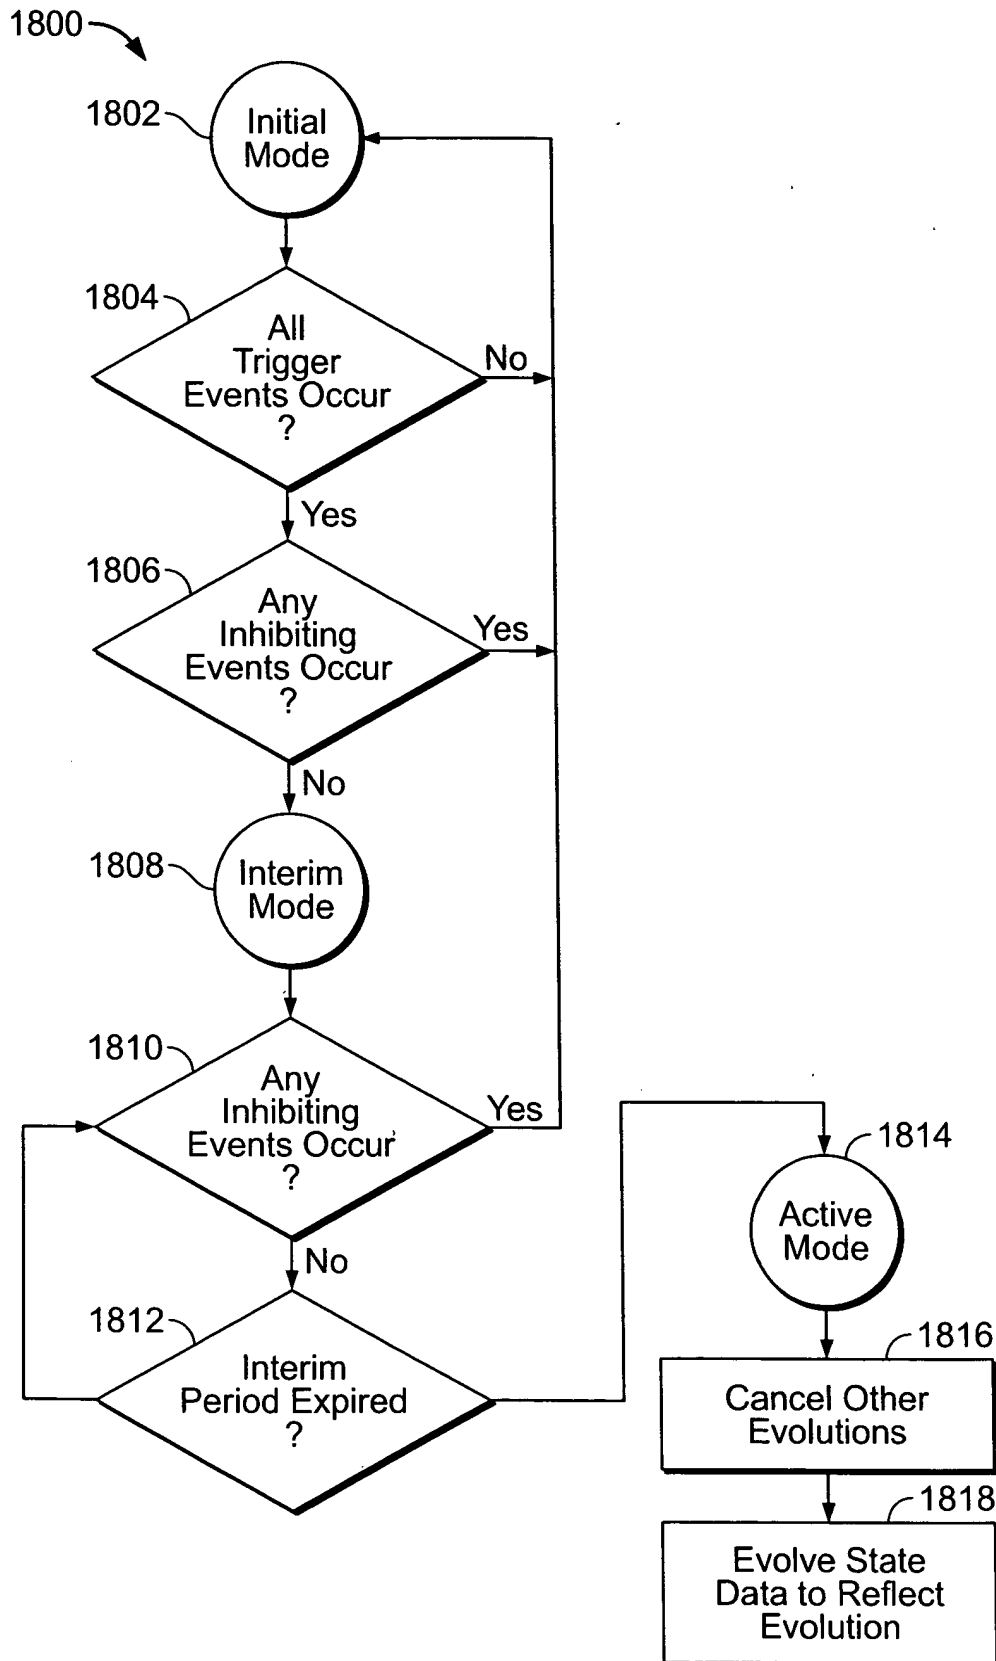 1800
1802
Initial
Mode
1804
All
Trigger
Events Occur
?
No
Yes
1806
Any
Inhibiting
Events Occur
?
Yes
No
1808
Interim
Mode
1810
Any
Inhibiting
Events Occur
?
Yes
No
1812
Interim
Period Expired
?
1814
Active
Mode
1816
Cancel Other
Evolutions
1818
Evolve State
Data to Reflect
Evolution